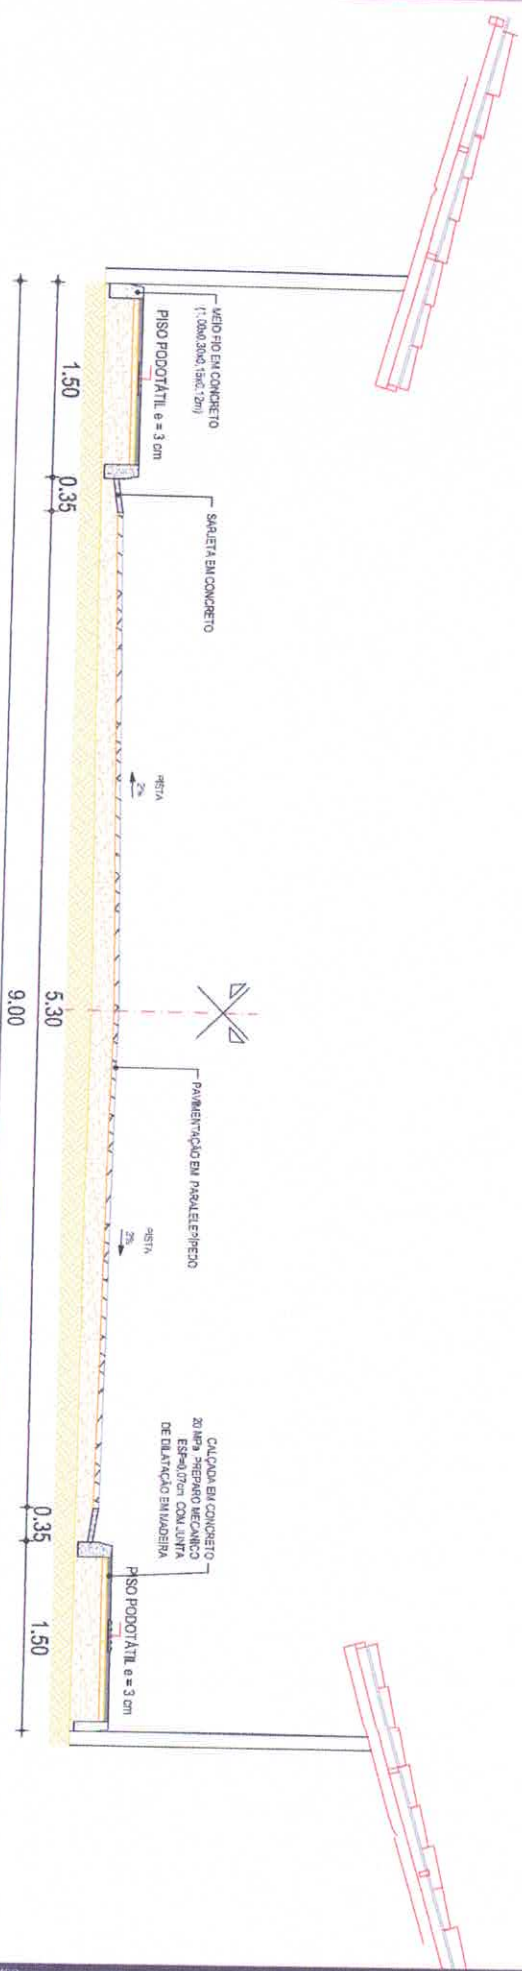 MEIO FIO EM CONCRETO
(1,00x0,30x0,15x0,12m)
PISO PODOTÁTIL e = 3 cm
SARJETA EM CONCRETO
PISTA
2%
PAVIMENTAÇÃO EM PARALELEPÍPEDO
PISTA
2%
CALÇADA EM CONCRETO
20 MPa PREPARO MECANICO
ESP=0,07cm COM JUNTA
DE DILATAÇÃO EM MADEIRA
PISO PODOTÁTIL e = 3 cm
1.50
0.35
5.30
0.35
1.50
9.00